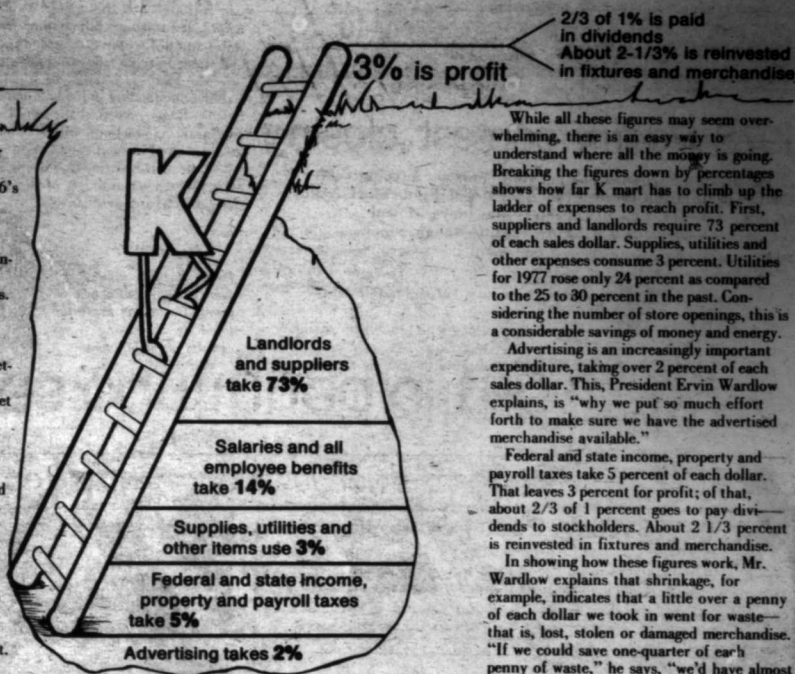 2/3 of 1% is paid
in dividends
About 2-1/3% is reinvested
in fixtures and merchandise
3% is profit
K
Landlords
and suppliers
take 73%
Salaries and all
employee benefits
take 14%
Supplies, utilities and
other items use 3%
Federal and state income,
property and payroll taxes
take 5%
Advertising takes 2%
While all these figures may seem over-
whelming, there is an easy way to
understand where all the money is going.
Breaking the figures down by percentages
shows how far K mart has to climb up the
ladder of expenses to reach profit. First,
suppliers and landlords require 73 percent
of each sales dollar. Supplies, utilities and
other expenses consume 3 percent. Utilities
for 1977 rose only 24 percent as compared
to the 25 to 30 percent in the past. Con-
sidering the number of store openings, this is
a considerable savings of money and energy.
Advertising is an increasingly important
expenditure, taking over 2 percent of each
sales dollar. This, President Ervin Wardlow
explains, is "why we put so much effort
forth to make sure we have the advertised
merchandise available."
Federal and state income, property and
payroll taxes take 5 percent of each dollar.
That leaves 3 percent for profit; of that,
about 2/3 of 1 percent goes to pay divi-
dends to stockholders. About 2 1/3 percent
is reinvested in fixtures and merchandise.
In showing how these figures work, Mr.
Wardlow explains that shrinkage, for
example, indicates that a little over a penny
of each dollar we took in went for waste—
that is, lost, stolen or damaged merchandise.
"If we could save one-quarter of each
penny of waste," he says, "we'd have almost